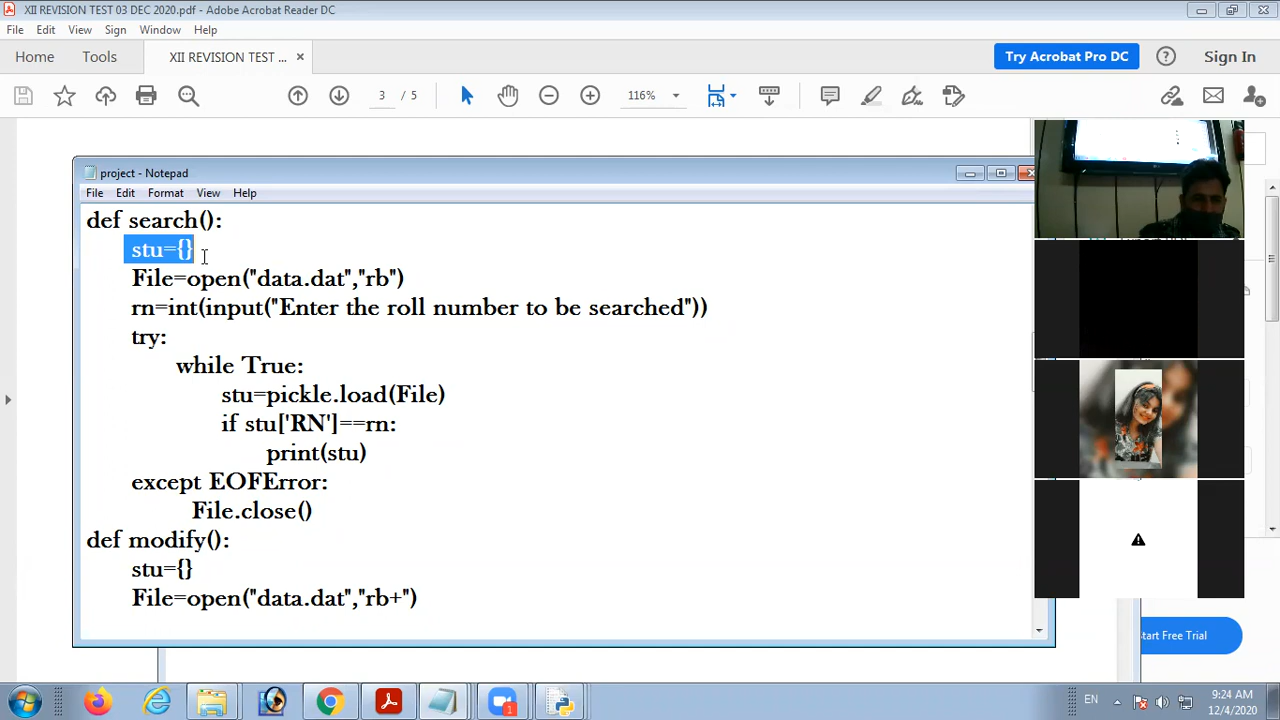 XII REVISION TEST 03 DEC 2020.pdf - Adobe Acrobat Reader DC
File Edit View Sign Window Help
Home Tools XII REVISION TEST ... × Try Acrobat Pro DC ? Sign In
3 / 5 116%
project - Notepad
File Edit Format View Help
def search():
stu={}
File=open("data.dat","rb")
rn=int(input("Enter the roll number to be searched"))
try:
while True:
stu=pickle.load(File)
if stu['RN']==rn:
print(stu)
except EOFError:
File.close()
def modify():
stu={}
File=open("data.dat","rb+")
Start Free Trial
1
EN 9:24 AM
12/4/2020